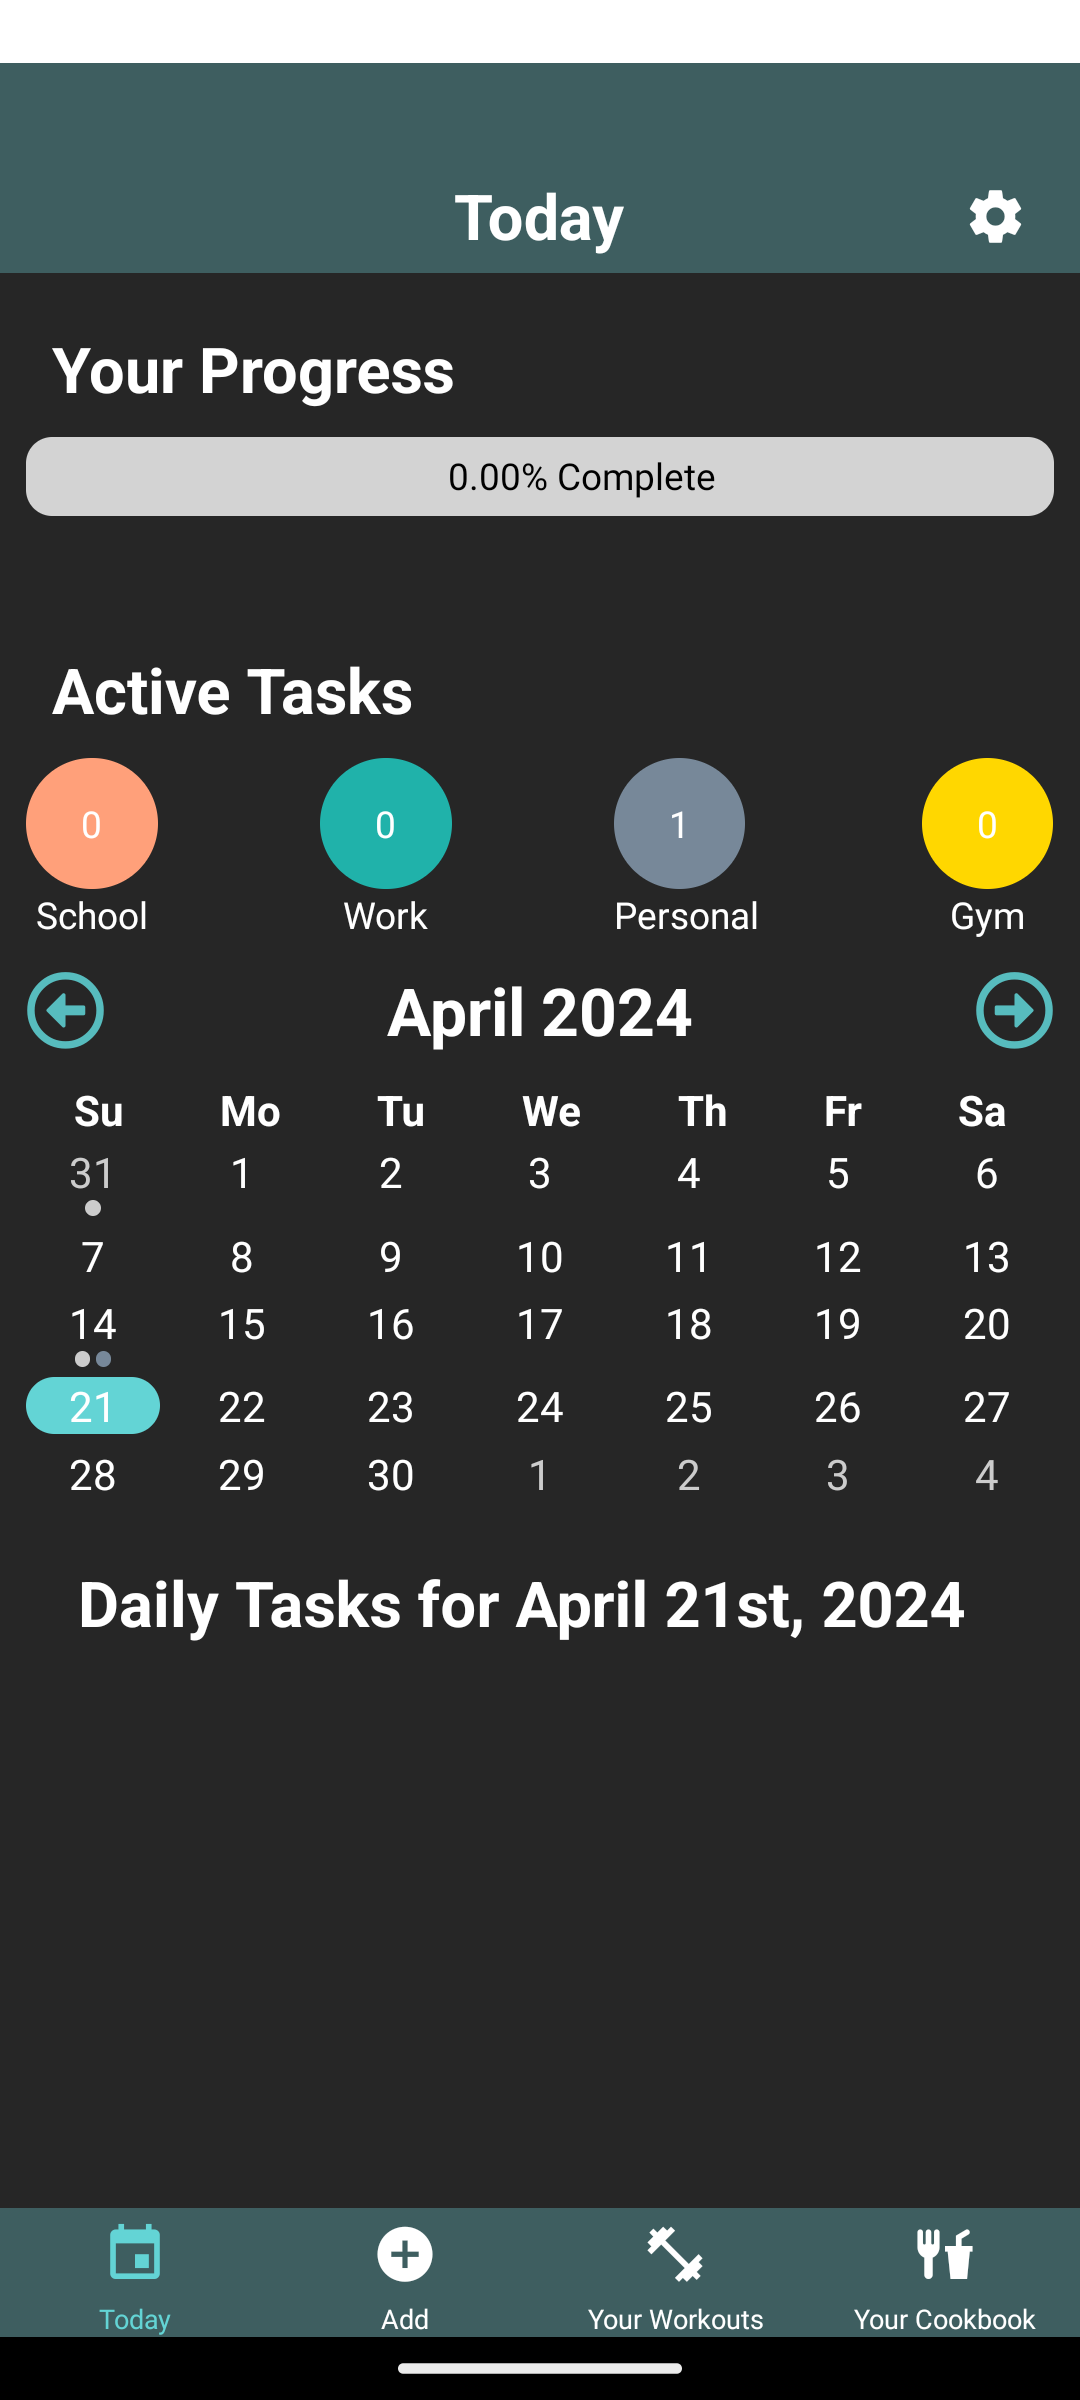 Today
Your Progress
0.00% Complete
Active Tasks
0 0 1 0
School Work Personal Gym
April 2024
Su Mo Tu We Th Fr Sa
31 1 2 3 4 5 6
7 8 9 10 11 12 13
14 15 16 17 18 19 20
21 22 23 24 25 26 27
28 29 30 1 2 3 4
Daily Tasks for April 21st, 2024
Today Add Your Workouts Your Cookbook